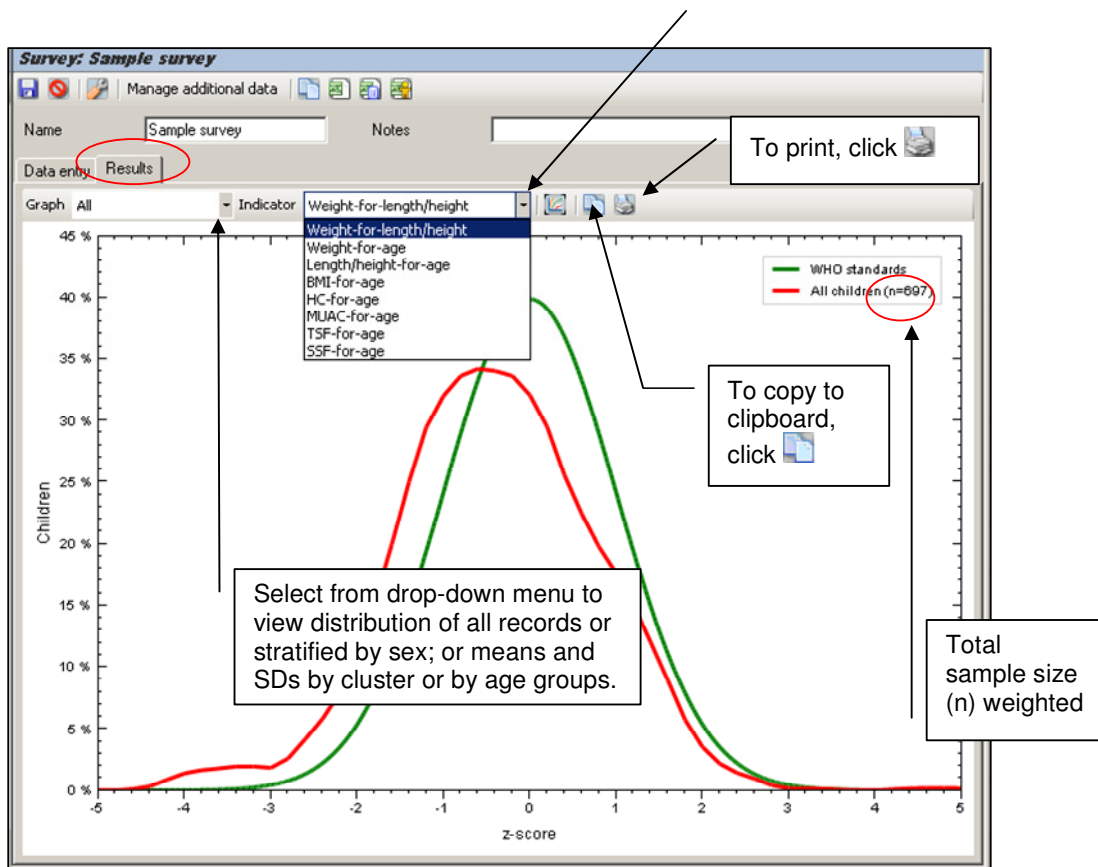 Survey: Sample survey
Manage additional data
Name Sample survey Notes
To print, click
Data entry Results
Graph All Indicator Weight-for-length/height
Weight-for-length/height
Weight-for-age
Length/height-for-age
BMI-for-age
HC-for-age
MUAC-for-age
TSF-for-age
SSF-for-age
WHO standards
All children (n=697)
45 %
40 %
35 %
30 %
25 %
20 %
15 %
10 %
5 %
0 %
Children
To copy to
clipboard,
click
Select from drop-down menu to
view distribution of all records or
stratified by sex; or means and
SDs by cluster or by age groups.
Total
sample size
(n) weighted
-5 -4 -3 -2 -1 0 1 2 3 4 5
z-score